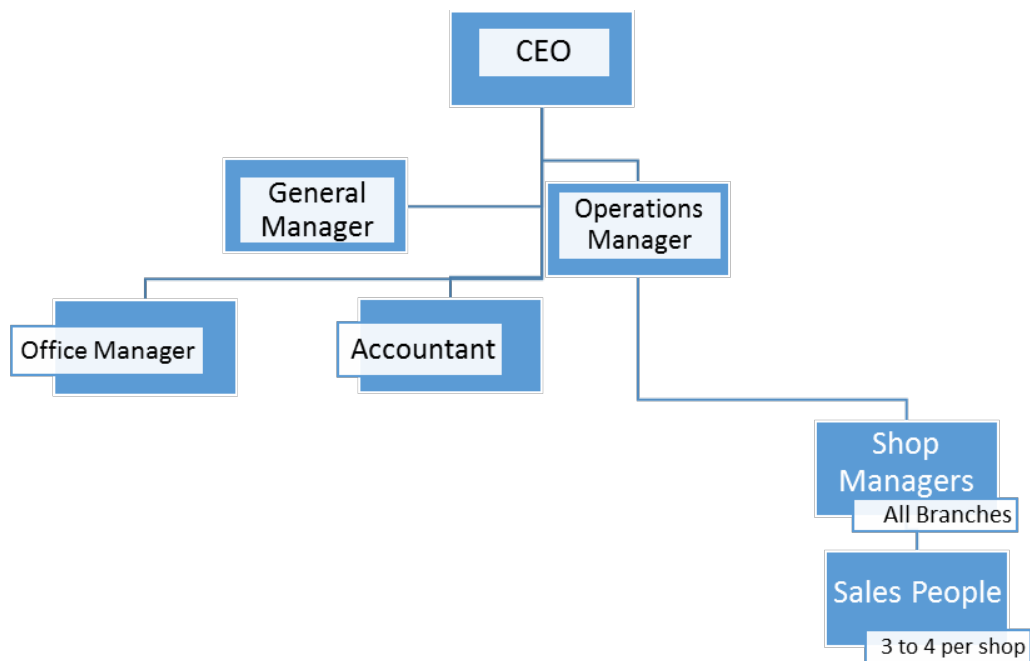 CEO
General
Manager
Operations
Manager
Office Manager
Accountant
Shop
Managers
All Branches
Sales People
3 to 4 per shop